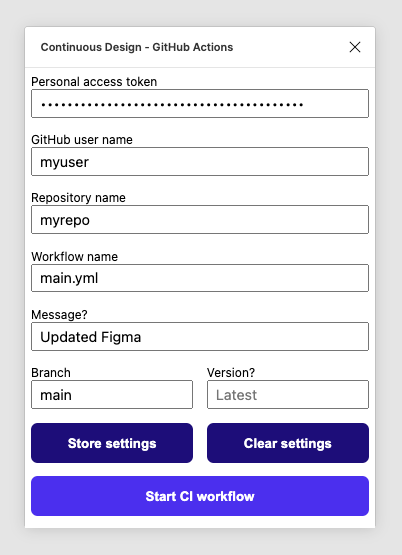 Continuous Design - GitHub Actions
Personal access token
••••••••••••••••••••••••••••••••••••••••
GitHub user name
myuser
Repository name
myrepo
Workflow name
main.yml
Message?
Updated Figma
Branch
Version?
main
Latest
Store settings
Clear settings
Start CI workflow